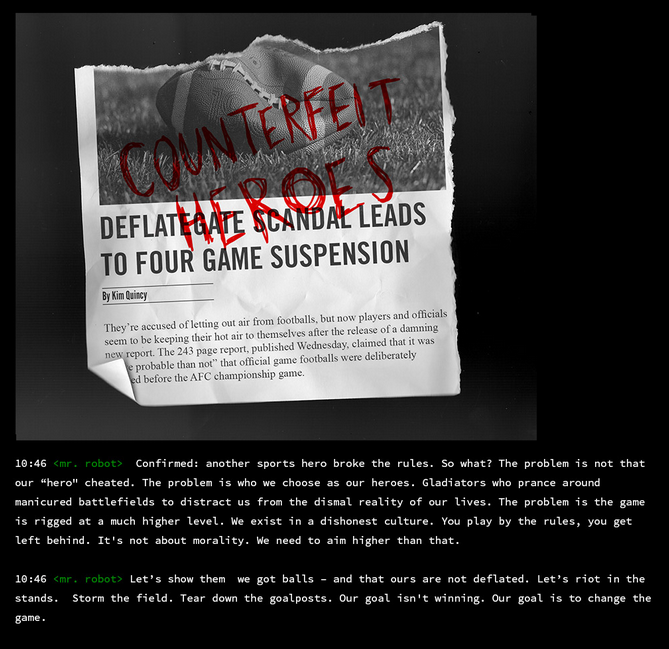 COUNTERFEIT
HEROES
DEFLATEGATE SCANDAL LEADS
TO FOUR GAME SUSPENSION
By Kim Quincy
They're accused of letting out air from footballs, but now players and officials
seem to be keeping their hot air to themselves after the release of a damning
new report. The 243 page report, published Wednesday, claimed that it was
probable than not" that official game footballs were deliberately
before the AFC championship game.
10:46 <mr. robot>  Confirmed: another sports hero broke the rules. So what? The problem is not that
our “hero" cheated. The problem is who we choose as our heroes. Gladiators who prance around
manicured battlefields to distract us from the dismal reality of our lives. The problem is the game
is rigged at a much higher level. We exist in a dishonest culture. You play by the rules, you get
left behind. It's not about morality. We need to aim higher than that.
10:46 <mr. robot> Let’s show them  we got balls – and that ours are not deflated. Let’s riot in the
stands.  Storm the field. Tear down the goalposts. Our goal isn't winning. Our goal is to change the
game.